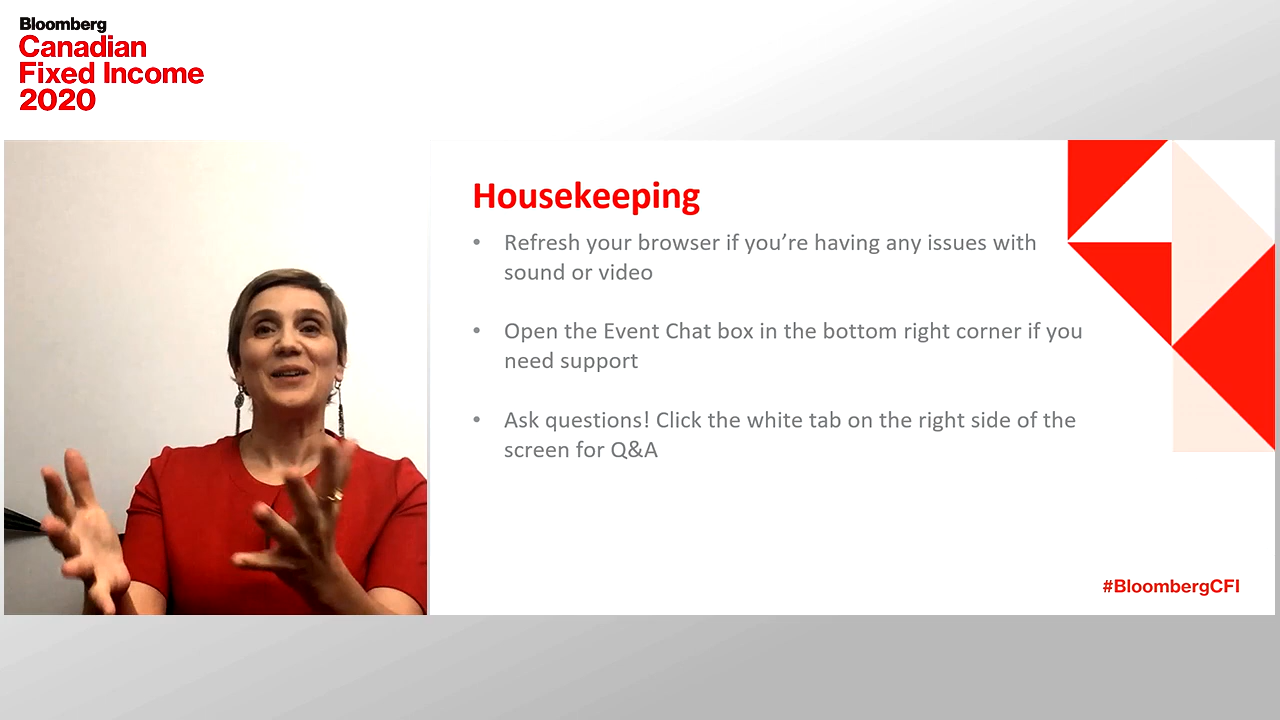 Bloomberg
Canadian
Fixed Income
2020
Housekeeping
• Refresh your browser if you’re having any issues with
sound or video
• Open the Event Chat box in the bottom right corner if you
need support
• Ask questions! Click the white tab on the right side of the
screen for Q&A
#BloombergCFI